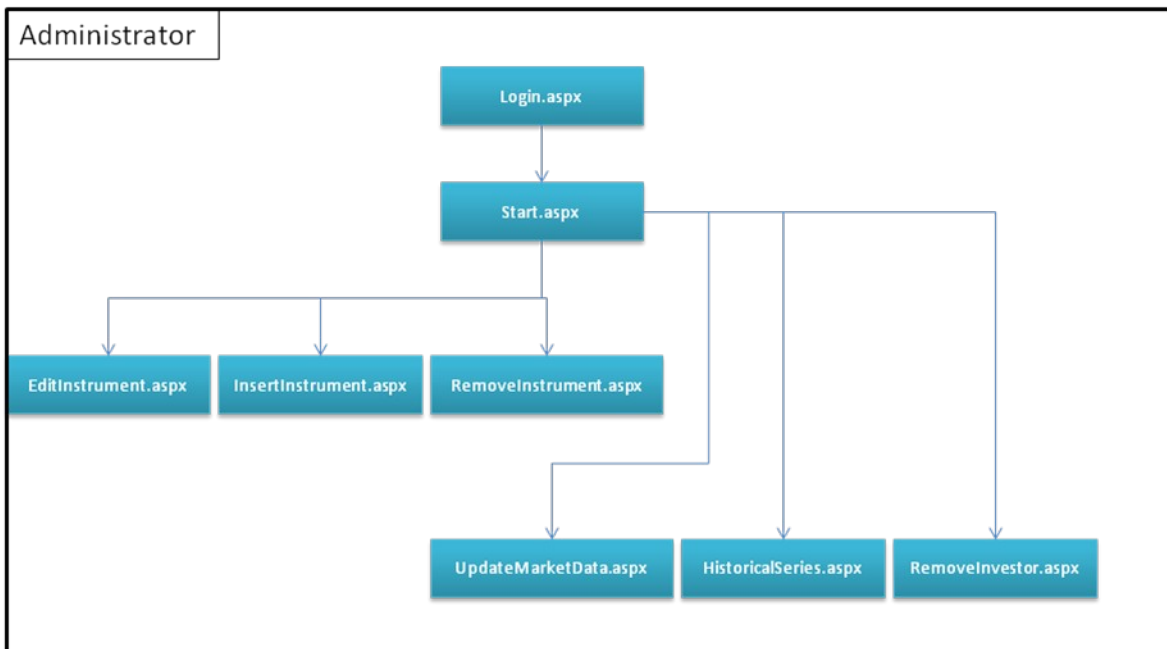 Administrator
Login.aspx
Start.aspx
EditInstrument.aspx
InsertInstrument.aspx
RemoveInstrument.aspx
UpdateMarketData.aspx
HistoricalSeries.aspx
RemoveInvestor.aspx